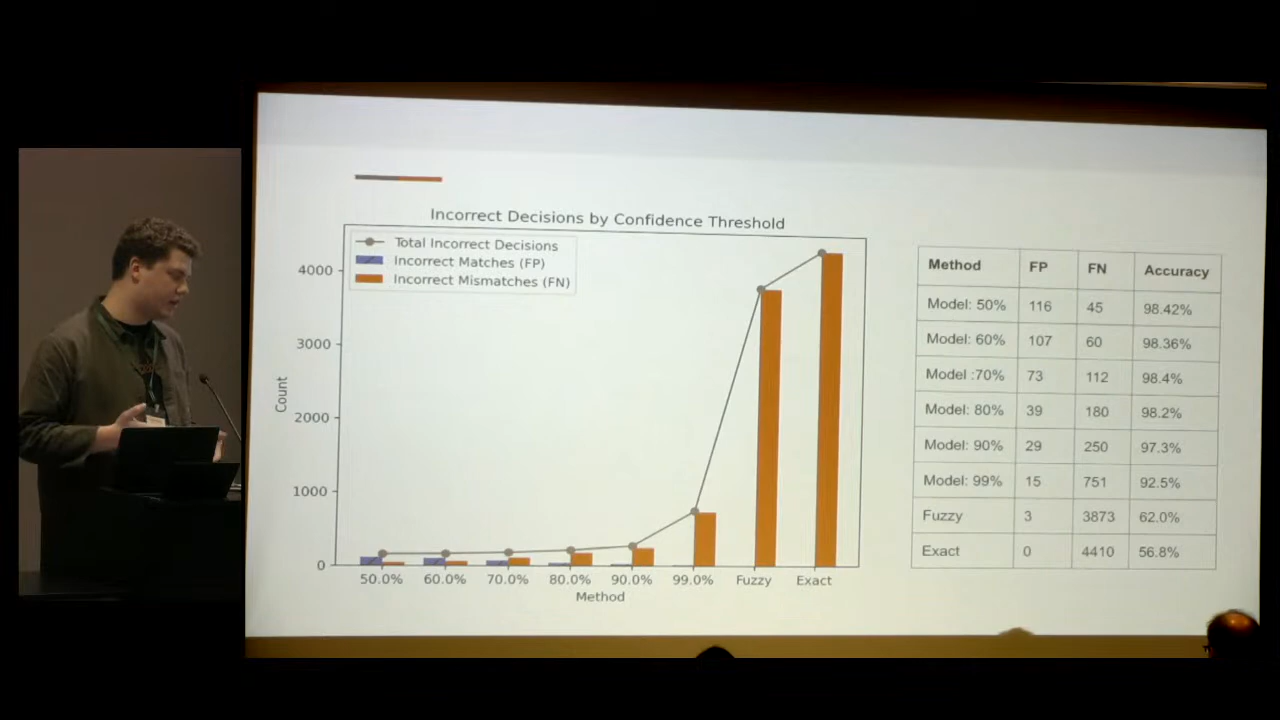 Incorrect Decisions by Confidence Threshold
Total Incorrect Decisions
Incorrect Matches (FP)
Incorrect Mismatches (FN)
4000
3000
2000
1000
0
Count
50.0% 60.0% 70.0% 80.0% 90.0% 99.0% Fuzzy Exact
Method
Method FP FN Accuracy
Model: 50% 116 45 98.42%
Model: 60% 107 60 98.36%
Model :70% 73 112 98.4%
Model: 80% 39 180 98.2%
Model: 90% 29 250 97.3%
Model: 99% 15 751 92.5%
Fuzzy 3 3873 62.0%
Exact 0 4410 56.8%